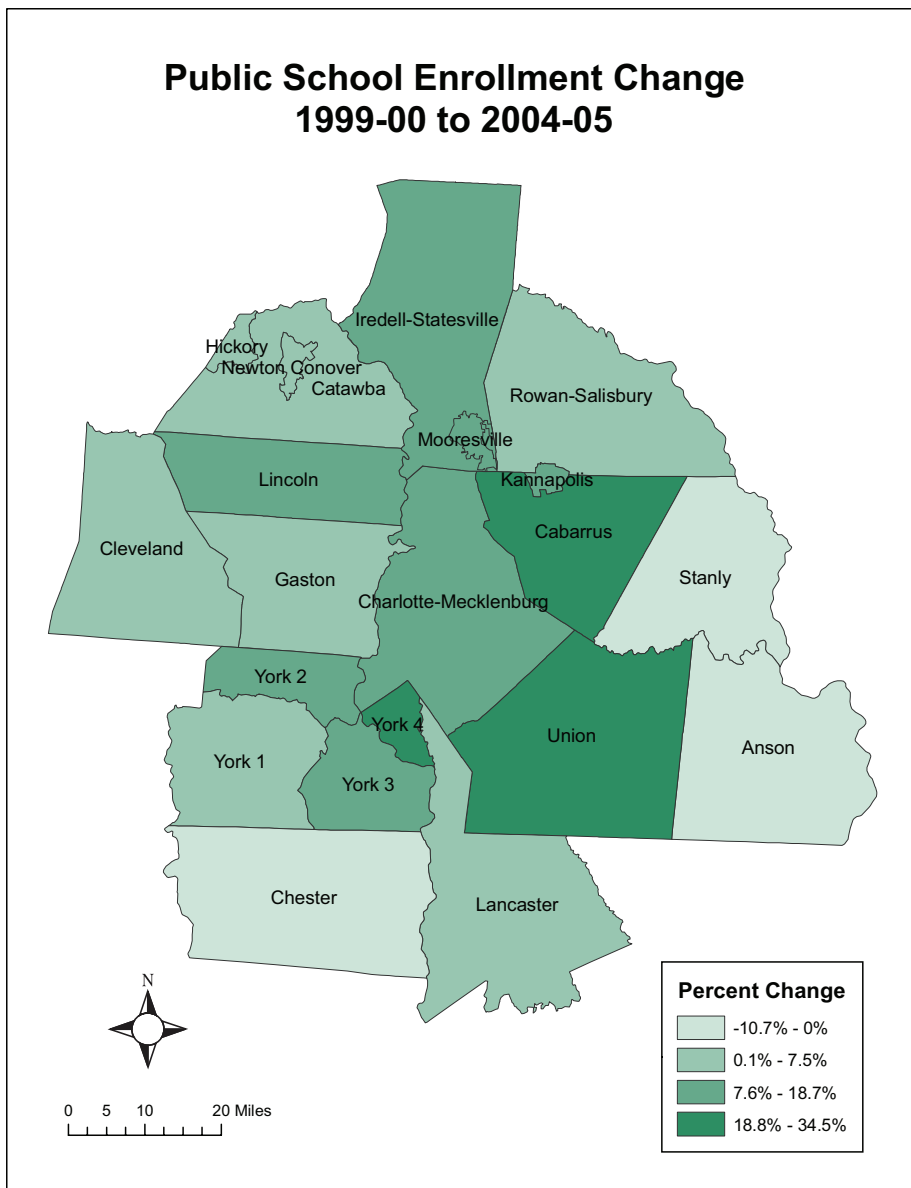 Public School Enrollment Change
1999-00 to 2004-05
Iredell-Statesville
Hickory
Newton Conover
Catawba
Rowan-Salisbury
Mooresville
Lincoln
Kannapolis
Cabarrus
Cleveland
Gaston
Stanly
Charlotte-Mecklenburg
York 2
York 4
Union
Anson
York 1
York 3
Chester
Lancaster
N
0 5 10 20 Miles
Percent Change
-10.7% - 0%
0.1% - 7.5%
7.6% - 18.7%
18.8% - 34.5%